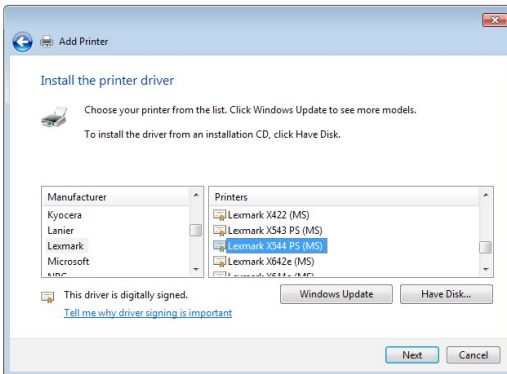 Add Printer
Install the printer driver
Choose your printer from the list. Click Windows Update to see more models.
To install the driver from an installation CD, click Have Disk.
Manufacturer
Kyocera
Lanier
Lexmark
Microsoft
Printers
Lexmark X422 (MS)
Lexmark X543 PS (MS)
Lexmark X544 PS (MS)
Lexmark X642e (MS)
This driver is digitally signed.
Tell me why driver signing is important
Windows Update
Have Disk...
Next
Cancel